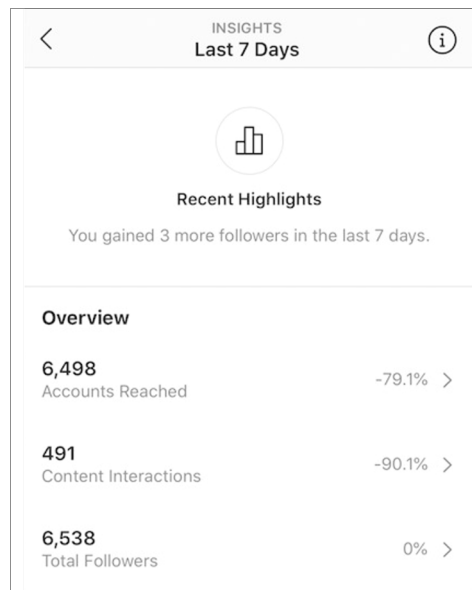 INSIGHTS
Last 7 Days
Recent Highlights
You gained 3 more followers in the last 7 days.
Overview
6,498
Accounts Reached
-79.1%
491
Content Interactions
-90.1%
6,538
Total Followers
0%